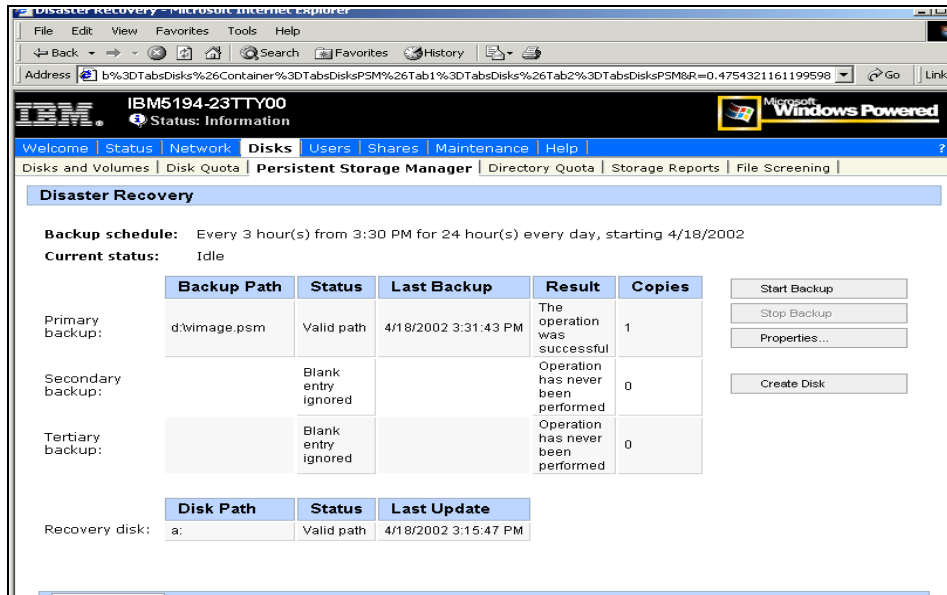 Disaster Recovery - Microsoft Internet Explorer
File Edit View Favorites Tools Help
Back Search Favorites History
Address b%3DTabsDisks%26Container%3DTabsDisksPSM%26Tab1%3DTabsDisks%26Tab2%3DTabsDisksPSM&R=0.4754321161199598 Go Link
IBM IBM5194-23TTY00 Microsoft
Status: Information Windows Powered
Welcome | Status | Network | Disks | Users | Shares | Maintenance | Help | ?
Disks and Volumes | Disk Quota | Persistent Storage Manager | Directory Quota | Storage Reports | File Screening |
Disaster Recovery
Backup schedule: Every 3 hour(s) from 3:30 PM for 24 hour(s) every day, starting 4/18/2002
Current status: Idle
Backup Path Status Last Backup Result Copies
Primary backup: d:\image.psm Valid path 4/18/2002 3:31:43 PM The operation was successful 1
Secondary backup: Blank entry ignored Operation has never been performed 0
Tertiary backup: Blank entry ignored Operation has never been performed 0
Start Backup
Stop Backup
Properties...
Create Disk
Disk Path Status Last Update
Recovery disk: a: Valid path 4/18/2002 3:15:47 PM